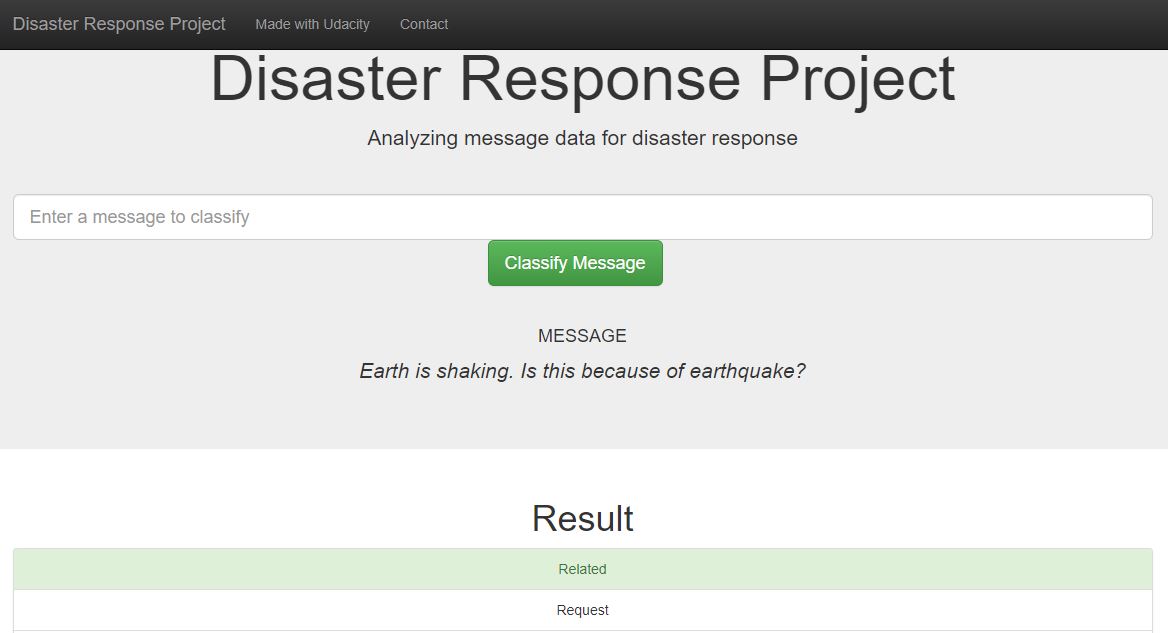 Disaster Response Project Made with Udacity Contact
Disaster Response Project
Analyzing message data for disaster response
Enter a message to classify
Classify Message
MESSAGE
Earth is shaking. Is this because of earthquake?
Result
Related
Request